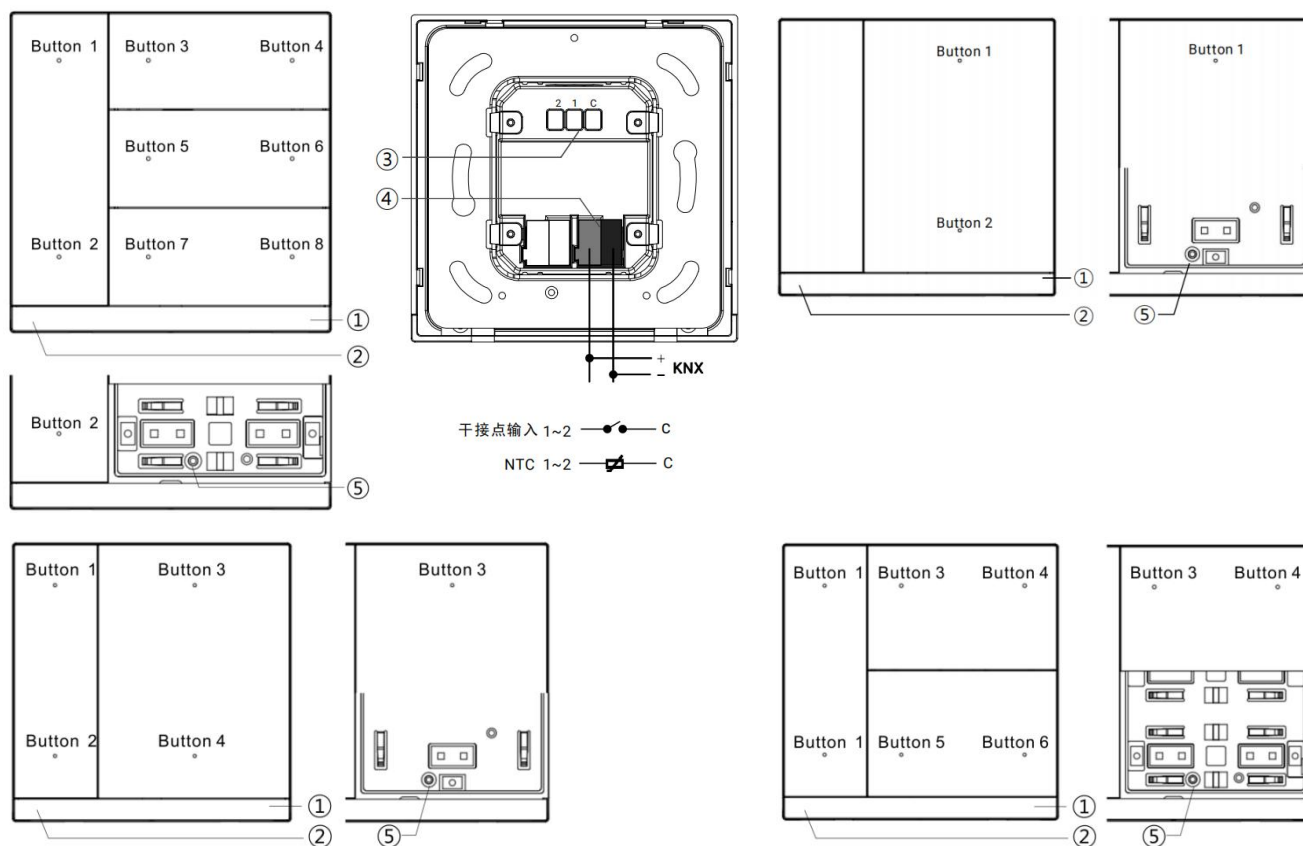 Button 1 Button 3 Button 4
Button 5 Button 6
Button 2 Button 7 Button 8
①
②
Button 2
⑤
2 1 C
③
④
+
− KNX
干接点输入 1~2 C
NTC 1~2 C
Button 1
Button 2
①
②
Button 1
⑤
Button 1 Button 3
Button 2 Button 4
①
②
Button 3
⑤
Button 1 Button 3 Button 4
Button 1 Button 5 Button 6
①
②
Button 3 Button 4
⑤